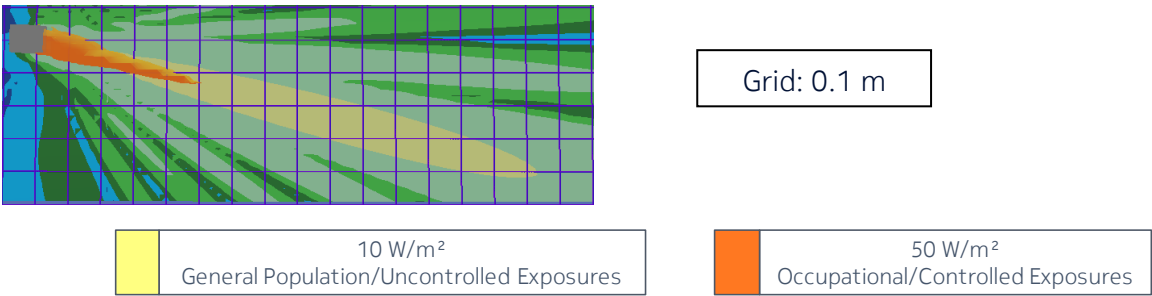 Grid: 0.1 m
10 W/m²
General Population/Uncontrolled Exposures
50 W/m²
Occupational/Controlled Exposures